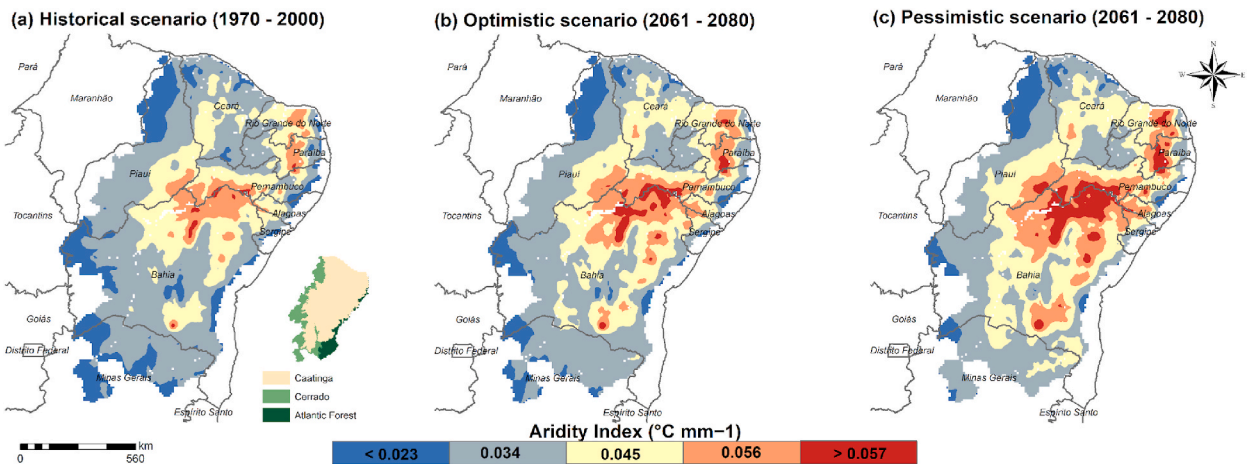 (a) Historical scenario (1970 - 2000)
(b) Optimistic scenario (2061 - 2080)
(c) Pessimistic scenario (2061 - 2080)
Pará
Maranhão
Ceará
Rio Grande do Norte
Paraíba
Piauí
Pernambuco
Tocantins
Alagoas
Sergipe
Bahia
Goiás
Distrito Federal
Minas Gerais
Espírito Santo
Caatinga
Cerrado
Atlantic Forest
Pará
Maranhão
Ceará
Rio Grande do Norte
Paraíba
Piauí
Pernambuco
Tocantins
Alagoas
Sergipe
Bahia
Goiás
Distrito Federal
Minas Gerais
Espírito Santo
N
W
E
S
Pará
Maranhão
Ceará
Rio Grande do Norte
Paraíba
Piauí
Pernambuco
Tocantins
Alagoas
Sergipe
Bahia
Goiás
Distrito Federal
Minas Gerais
Espírito Santo
0 560 km
Aridity Index (°C mm−1)
< 0.023 0.034 0.045 0.056 > 0.057